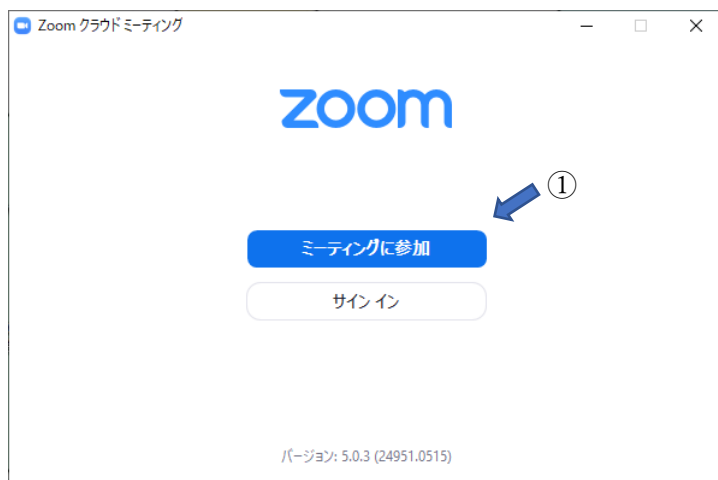 Zoom クラウド ミーティング
zoom
①
ミーティングに参加
サイン イン
バージョン: 5.0.3 (24951.0515)